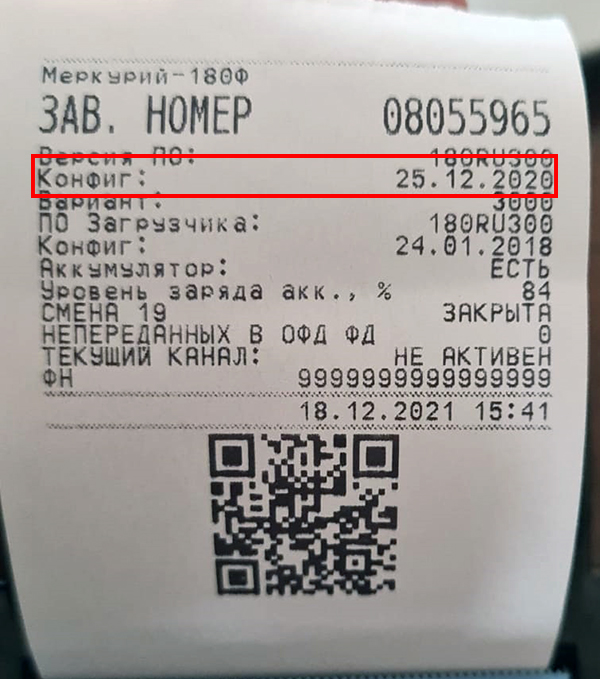 Меркурий-180Ф
ЗАВ. НОМЕР 08055965
Версия ПО: 180RU300
Конфиг: 25.12.2020
Вариант: 3000
ПО Загрузчика: 180RU300
Конфиг: 24.01.2018
Аккумулятор: ЕСТЬ
Уровень заряда акк., % 84
СМЕНА 19 ЗАКРЫТА
НЕПЕРЕДАННЫХ В ОФД ФД 0
ТЕКУЩИЙ КАНАЛ: НЕ АКТИВЕН
ФН 9999999999999999
18.12.2021 15:41